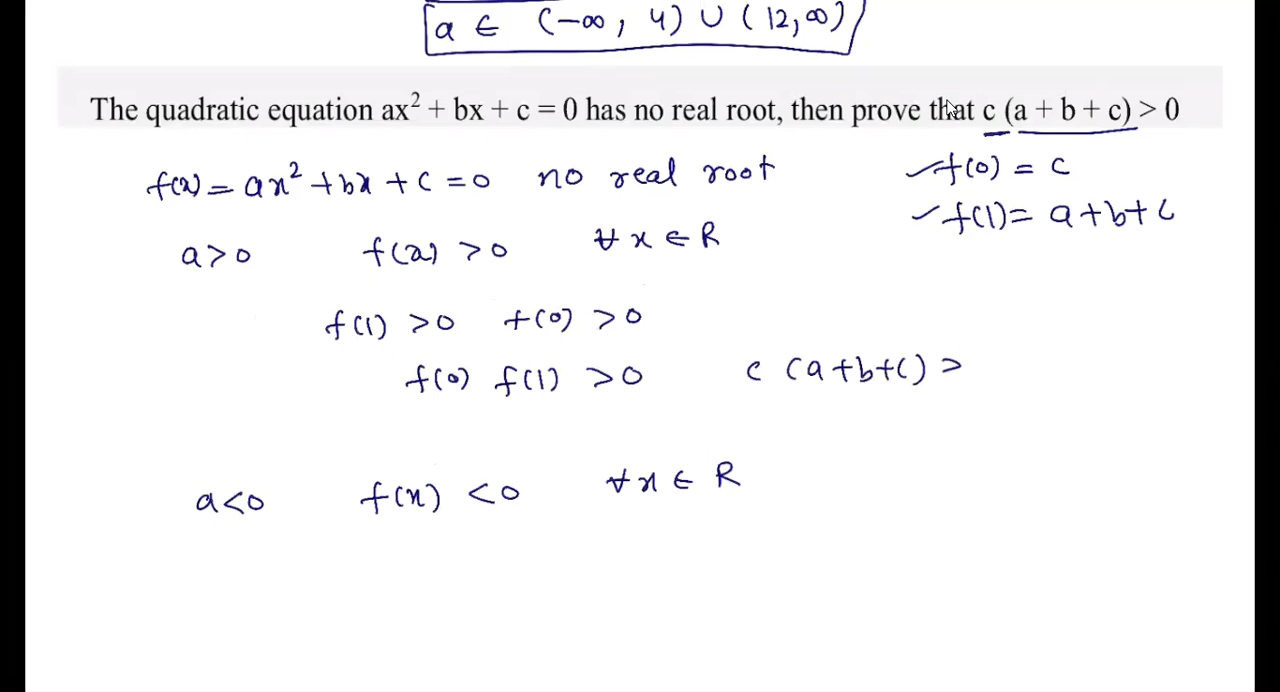 a ∈ (-∞, 4) ∪ (12, ∞)
The quadratic equation ax² + bx + c = 0 has no real root, then prove that c (a + b + c) > 0
f(x) = ax² + bx + c = 0 no real root
f(0) = c
f(1) = a+b+c
a>0 f(x) >0 ∀ x ∈ R
f(1) >0 f(0) >0
f(0) f(1) >0 c (a+b+c) >
a<0 f(x) <0 ∀ x ∈ R